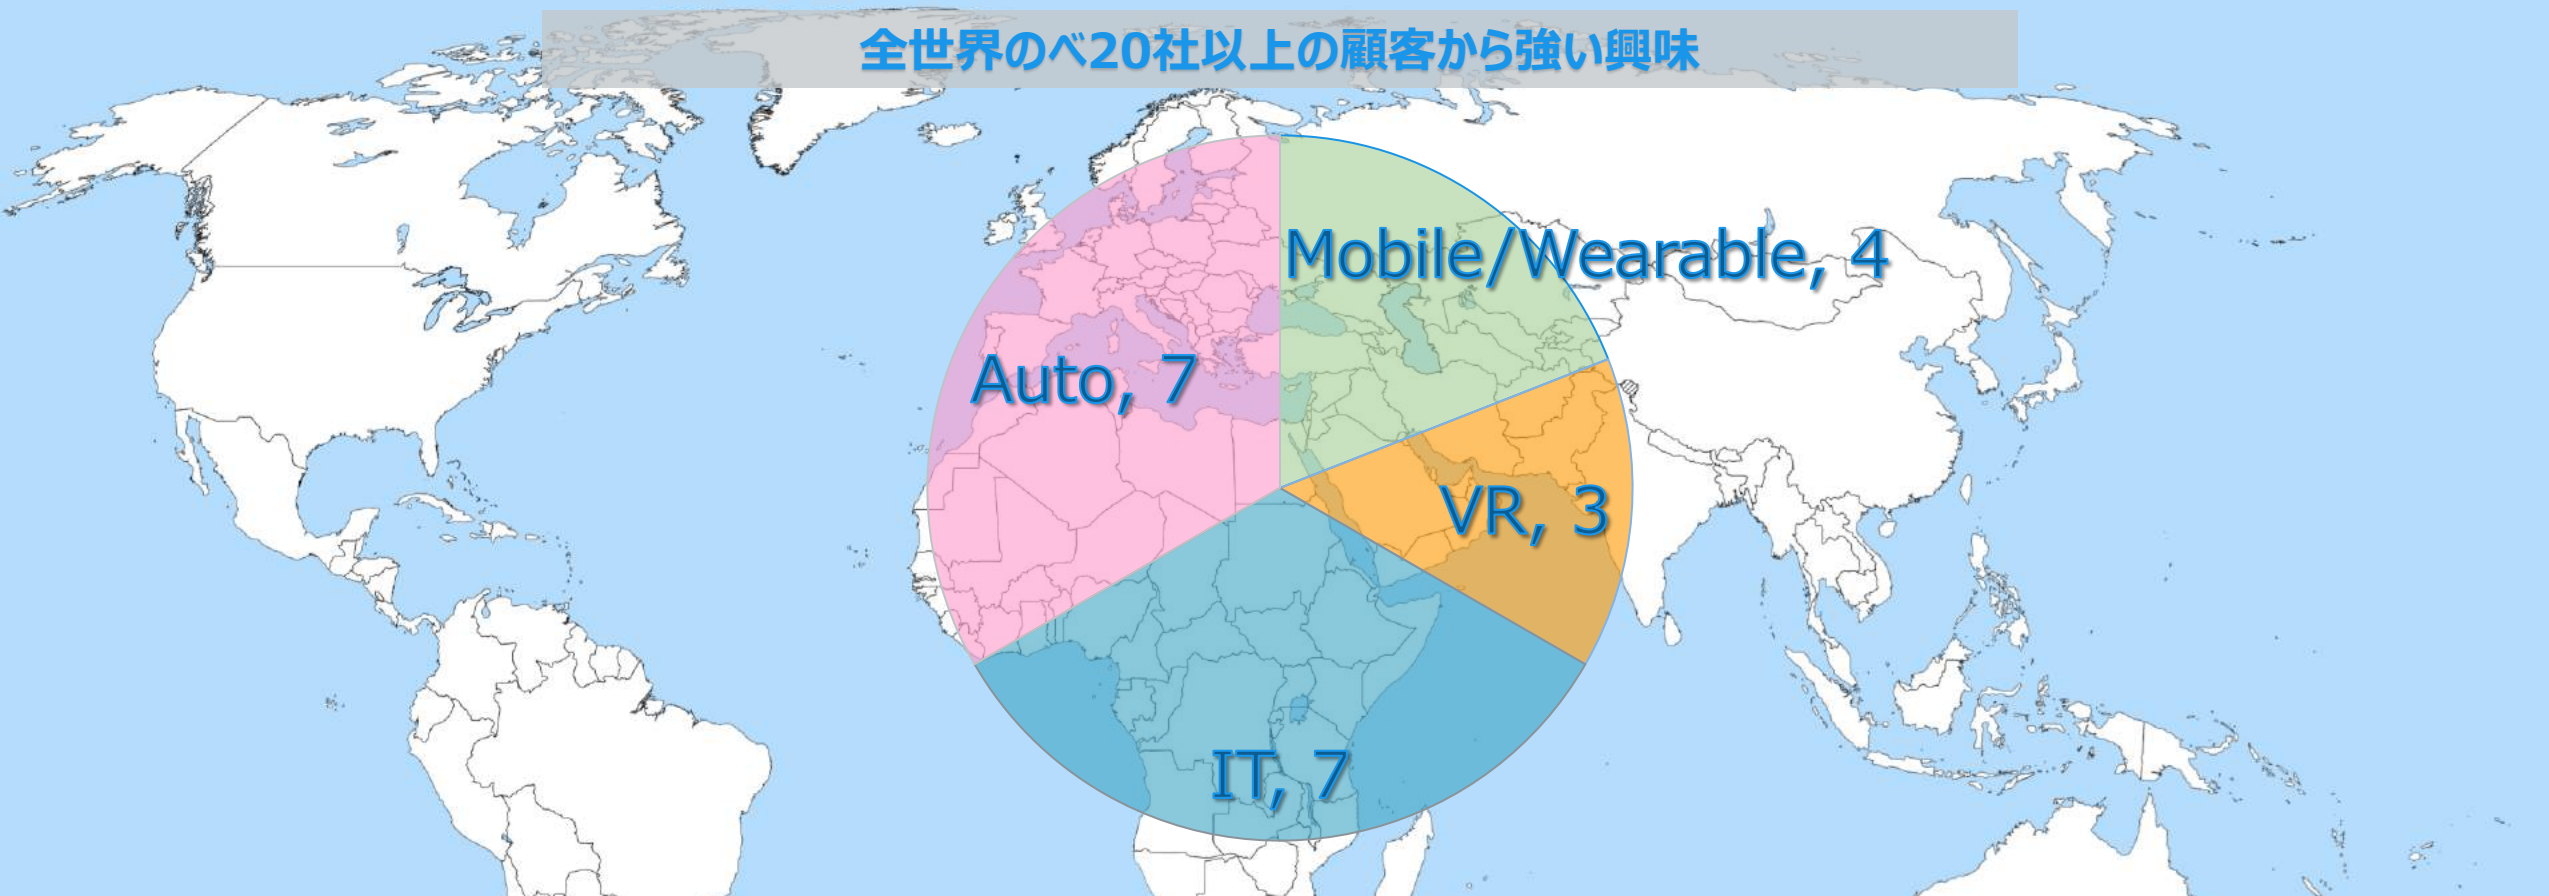 全世界のべ20社以上の顧客から強い興味
Mobile/Wearable, 4
Auto, 7
VR, 3
IT, 7